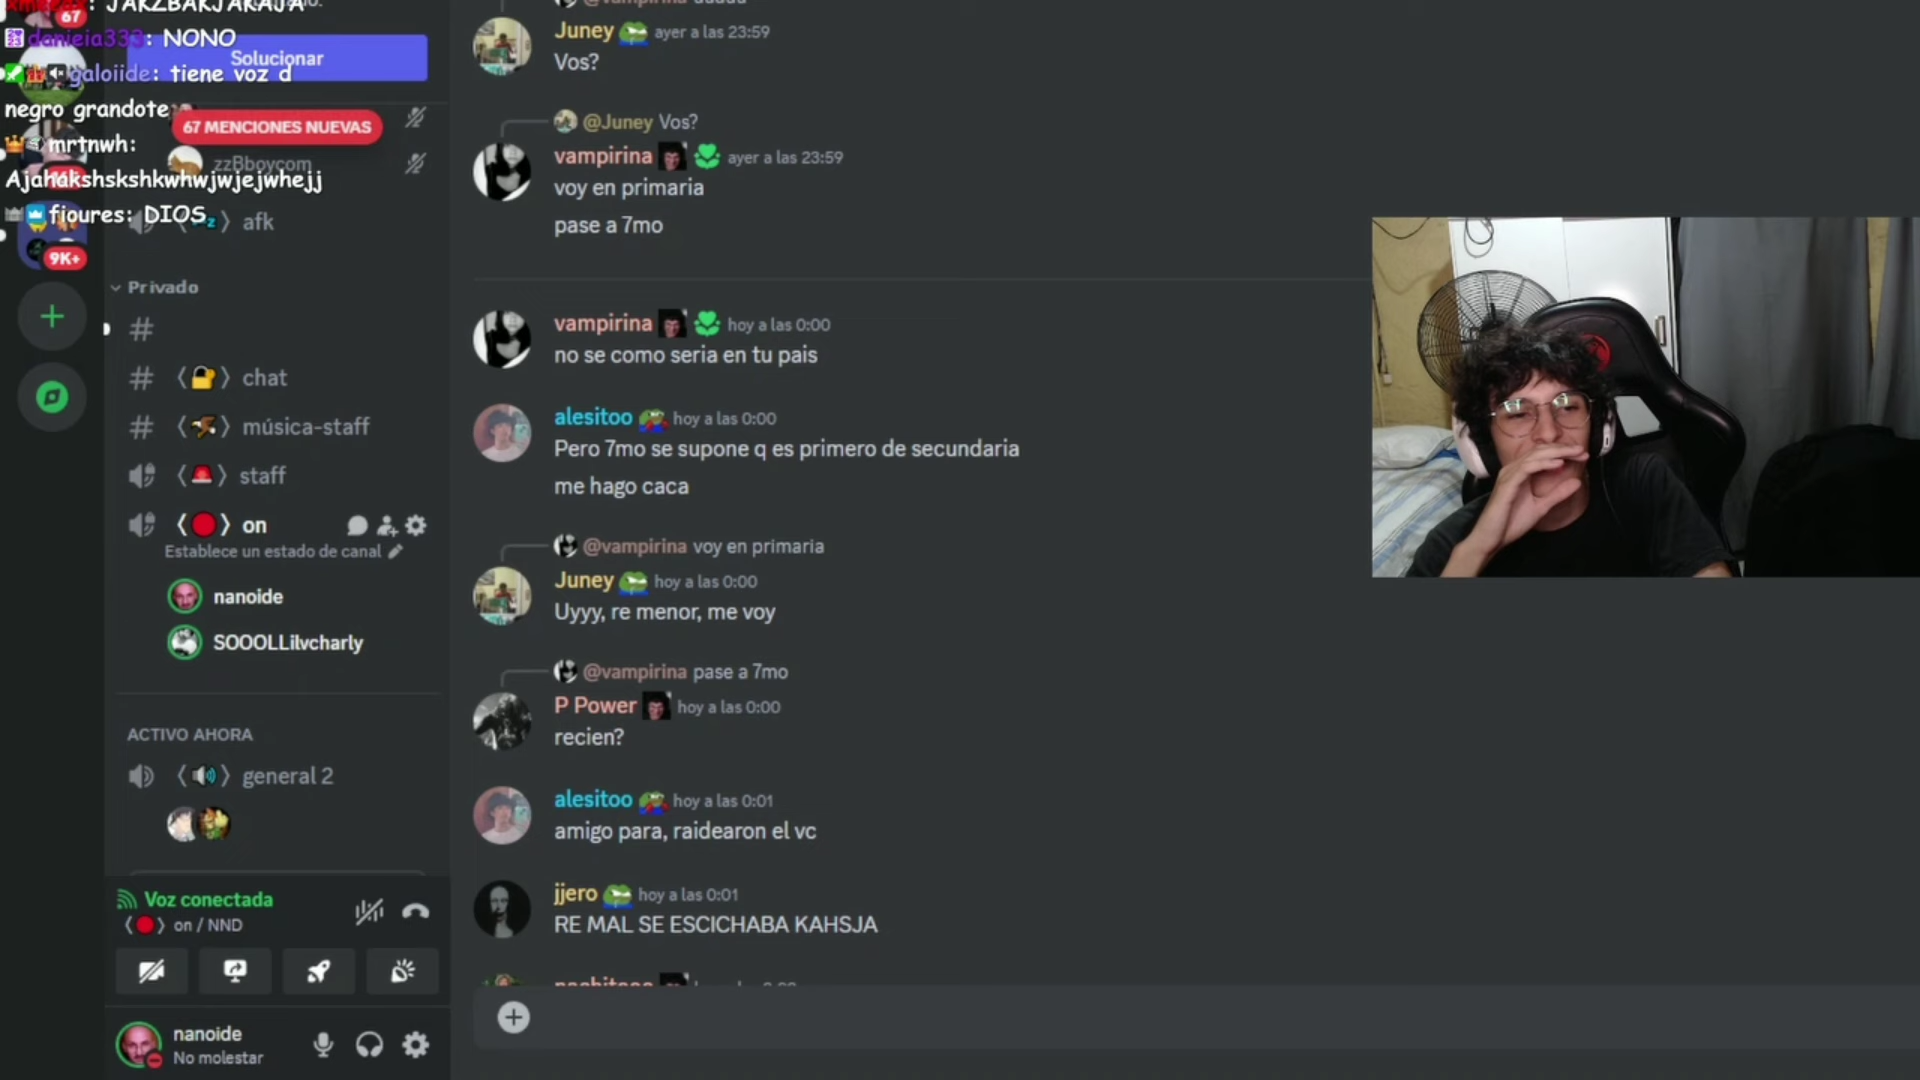 JAKZBAKJAKAJA
67
danieia333: NONO
Solucionar
galoiide: tiene voz d
negro grandote
67 MENCIONES NUEVAS
mrtnwh:
zzBboycom
Ajahakshskshkwhwjwjejwhejj
fioures: DIOS
afk
9K+
Privado
chat
música-staff
staff
on
Establece un estado de canal
nanoide
SOOOLLilvcharly
ACTIVO AHORA
general 2
Voz conectada
on / NND
nanoide
No molestar
Juney ayer a las 23:59
Vos?
@Juney Vos?
vampirina ayer a las 23:59
voy en primaria
pase a 7mo
vampirina hoy a las 0:00
no se como seria en tu pais
alesitoo hoy a las 0:00
Pero 7mo se supone q es primero de secundaria
me hago caca
@vampirina voy en primaria
Juney hoy a las 0:00
Uyyy, re menor, me voy
@vampirina pase a 7mo
P Power hoy a las 0:00
recien?
alesitoo hoy a las 0:01
amigo para, raidearon el vc
jjero hoy a las 0:01
RE MAL SE ESCICHABA KAHSJA